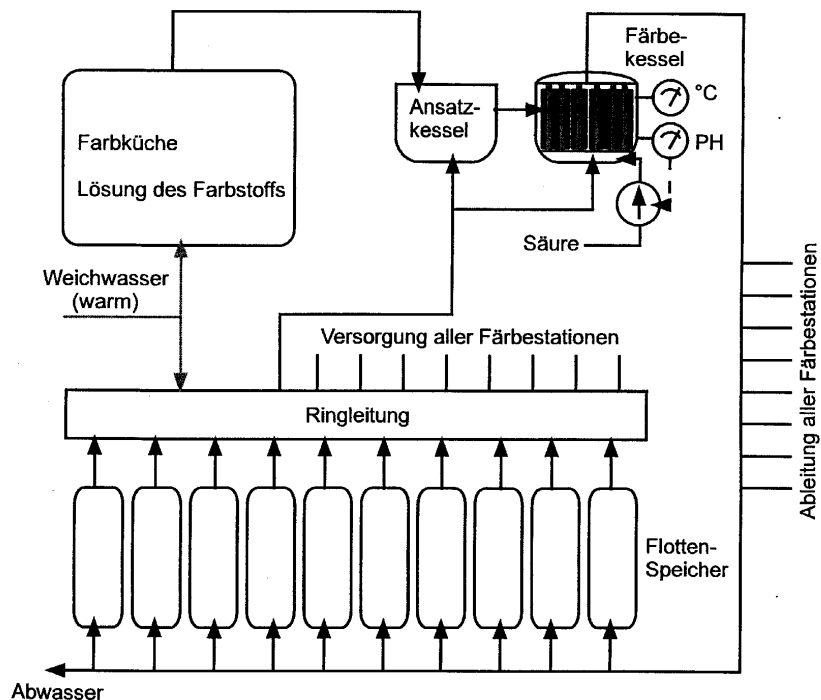 Färbe-
kessel
°C
Ansatz-
kessel
PH
Farbküche
Lösung des Farbstoffs
Säure
Weichwasser
(warm)
Versorgung aller Färbestationen
Ableitung aller Färbestationen
Ringleitung
Flotten-
Speicher
Abwasser